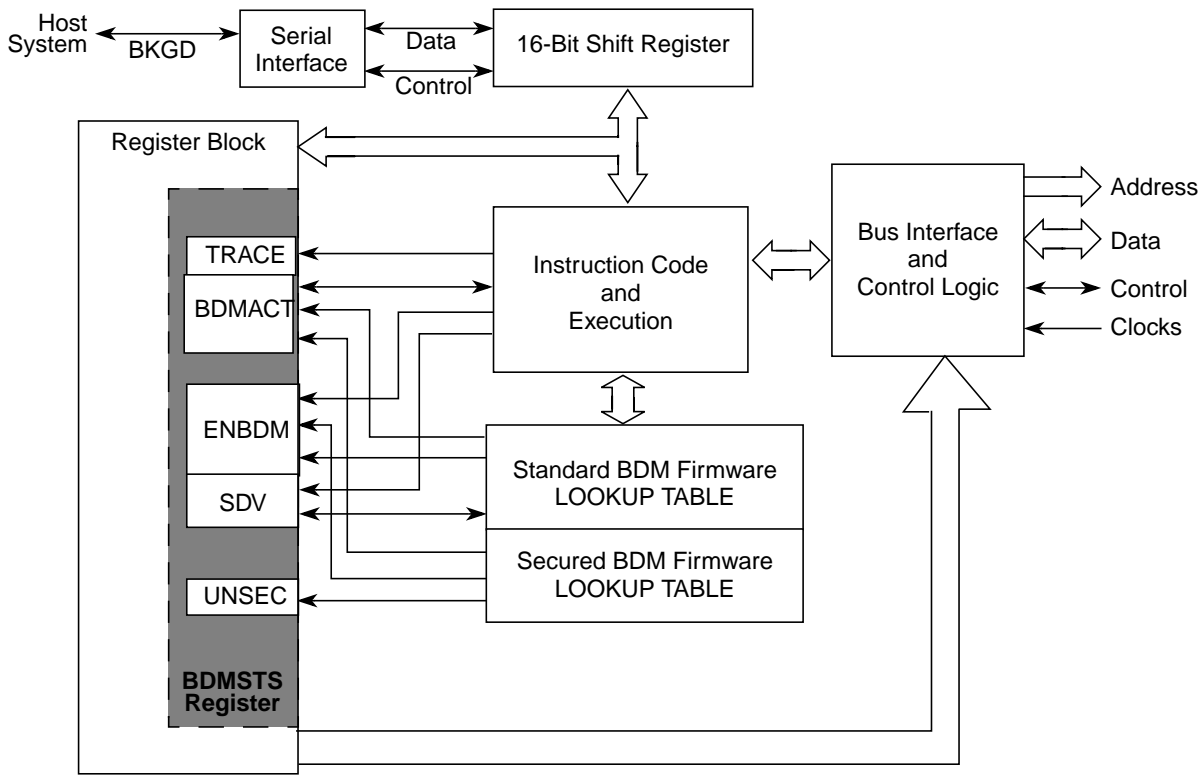 Host
System
BKGD
Serial
Interface
Data
Control
16-Bit Shift Register
Register Block
TRACE
BDMACT
ENBDM
SDV
UNSEC
BDMSTS
Register
Instruction Code
and
Execution
Standard BDM Firmware
LOOKUP TABLE
Secured BDM Firmware
LOOKUP TABLE
Bus Interface
and
Control Logic
Address
Data
Control
Clocks